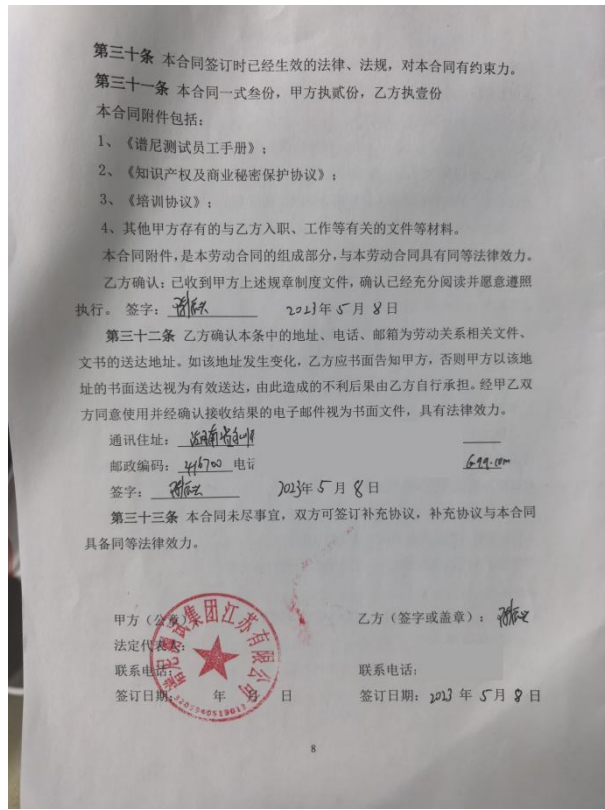 第三十条 本合同签订时已经生效的法律、法规，对本合同有约束力。
第三十一条 本合同一式叁份，甲方执贰份，乙方执壹份
本合同附件包括：
1、《谱尼测试员工手册》；
2、《知识产权及商业秘密保护协议》；
3、《培训协议》；
4、其他甲方存有的与乙方入职、工作等有关的文件等材料。
本合同附件，是本劳动合同的组成部分，与本劳动合同具有同等法律效力。
乙方确认：已收到甲方上述规章制度文件，确认已经充分阅读并愿意遵照
执行。 签字： 2023年 5 月 8 日
第三十二条 乙方确认本条中的地址、电话、邮箱为劳动关系相关文件、
文书的送达地址。如该地址发生变化，乙方应书面告知甲方，否则甲方以该地
址的书面送达视为有效送达，由此造成的不利后果由乙方自行承担。经甲乙双
方同意使用并经确认接收结果的电子邮件视为书面文件，具有法律效力。
通讯住址： 湖南省
邮政编码： 416700 电
签字： 2023年 5 月 8 日
第三十三条 本合同未尽事宜，双方可签订补充协议，补充协议与本合同
具备同等法律效力。
谱尼测试集团江苏有限公司
甲方（公章） 乙方（签字或盖章）：
法定代表人：
联系电话： 联系电话：
签订日期： 年 月 日 签订日期：2023 年 5 月 8 日
8